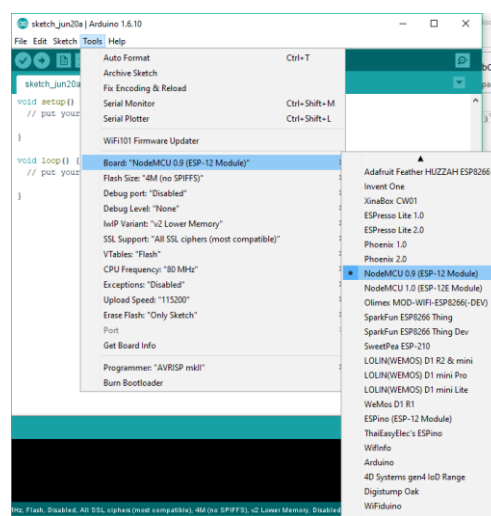 sketch_jun20a | Arduino 1.6.10
File Edit Sketch Tools Help
sketch_jun20a
void setup()
// put your
}
void loop() {
// put your
}
Auto Format Ctrl+T
Archive Sketch
Fix Encoding & Reload
Serial Monitor Ctrl+Shift+M
Serial Plotter Ctrl+Shift+L
WiFi101 Firmware Updater
Board: "NodeMCU 0.9 (ESP-12 Module)"
Flash Size: "4M (no SPIFFS)"
Debug port: "Disabled"
Debug Level: "None"
lwIP Variant: "v2 Lower Memory"
SSL Support: "All SSL ciphers (most compatible)"
VTables: "Flash"
CPU Frequency: "80 MHz"
Exceptions: "Disabled"
Upload Speed: "115200"
Erase Flash: "Only Sketch"
Port
Get Board Info
Programmer: "AVRISP mkII"
Burn Bootloader
Adafruit Feather HUZZAH ESP8266
Invent One
XinaBox CW01
ESPresso Lite 1.0
ESPresso Lite 2.0
Phoenix 1.0
Phoenix 2.0
NodeMCU 0.9 (ESP-12 Module)
NodeMCU 1.0 (ESP-12E Module)
Olimex MOD-WIFI-ESP8266(-DEV)
SparkFun ESP8266 Thing
SparkFun ESP8266 Thing Dev
SweetPea ESP-210
LOLIN(WEMOS) D1 R2 & mini
LOLIN(WEMOS) D1 mini Pro
LOLIN(WEMOS) D1 mini Lite
WeMos D1 R1
ESPino (ESP-12 Module)
ThaiEasyElec's ESPino
WifInfo
Arduino
4D Systems gen4 IoD Range
Digistump Oak
WiFiduino
Hz, Flash, Disabled, All SSL ciphers (most compatible), 4M (no SPIFFS), v2 Lower Memory, Disabled